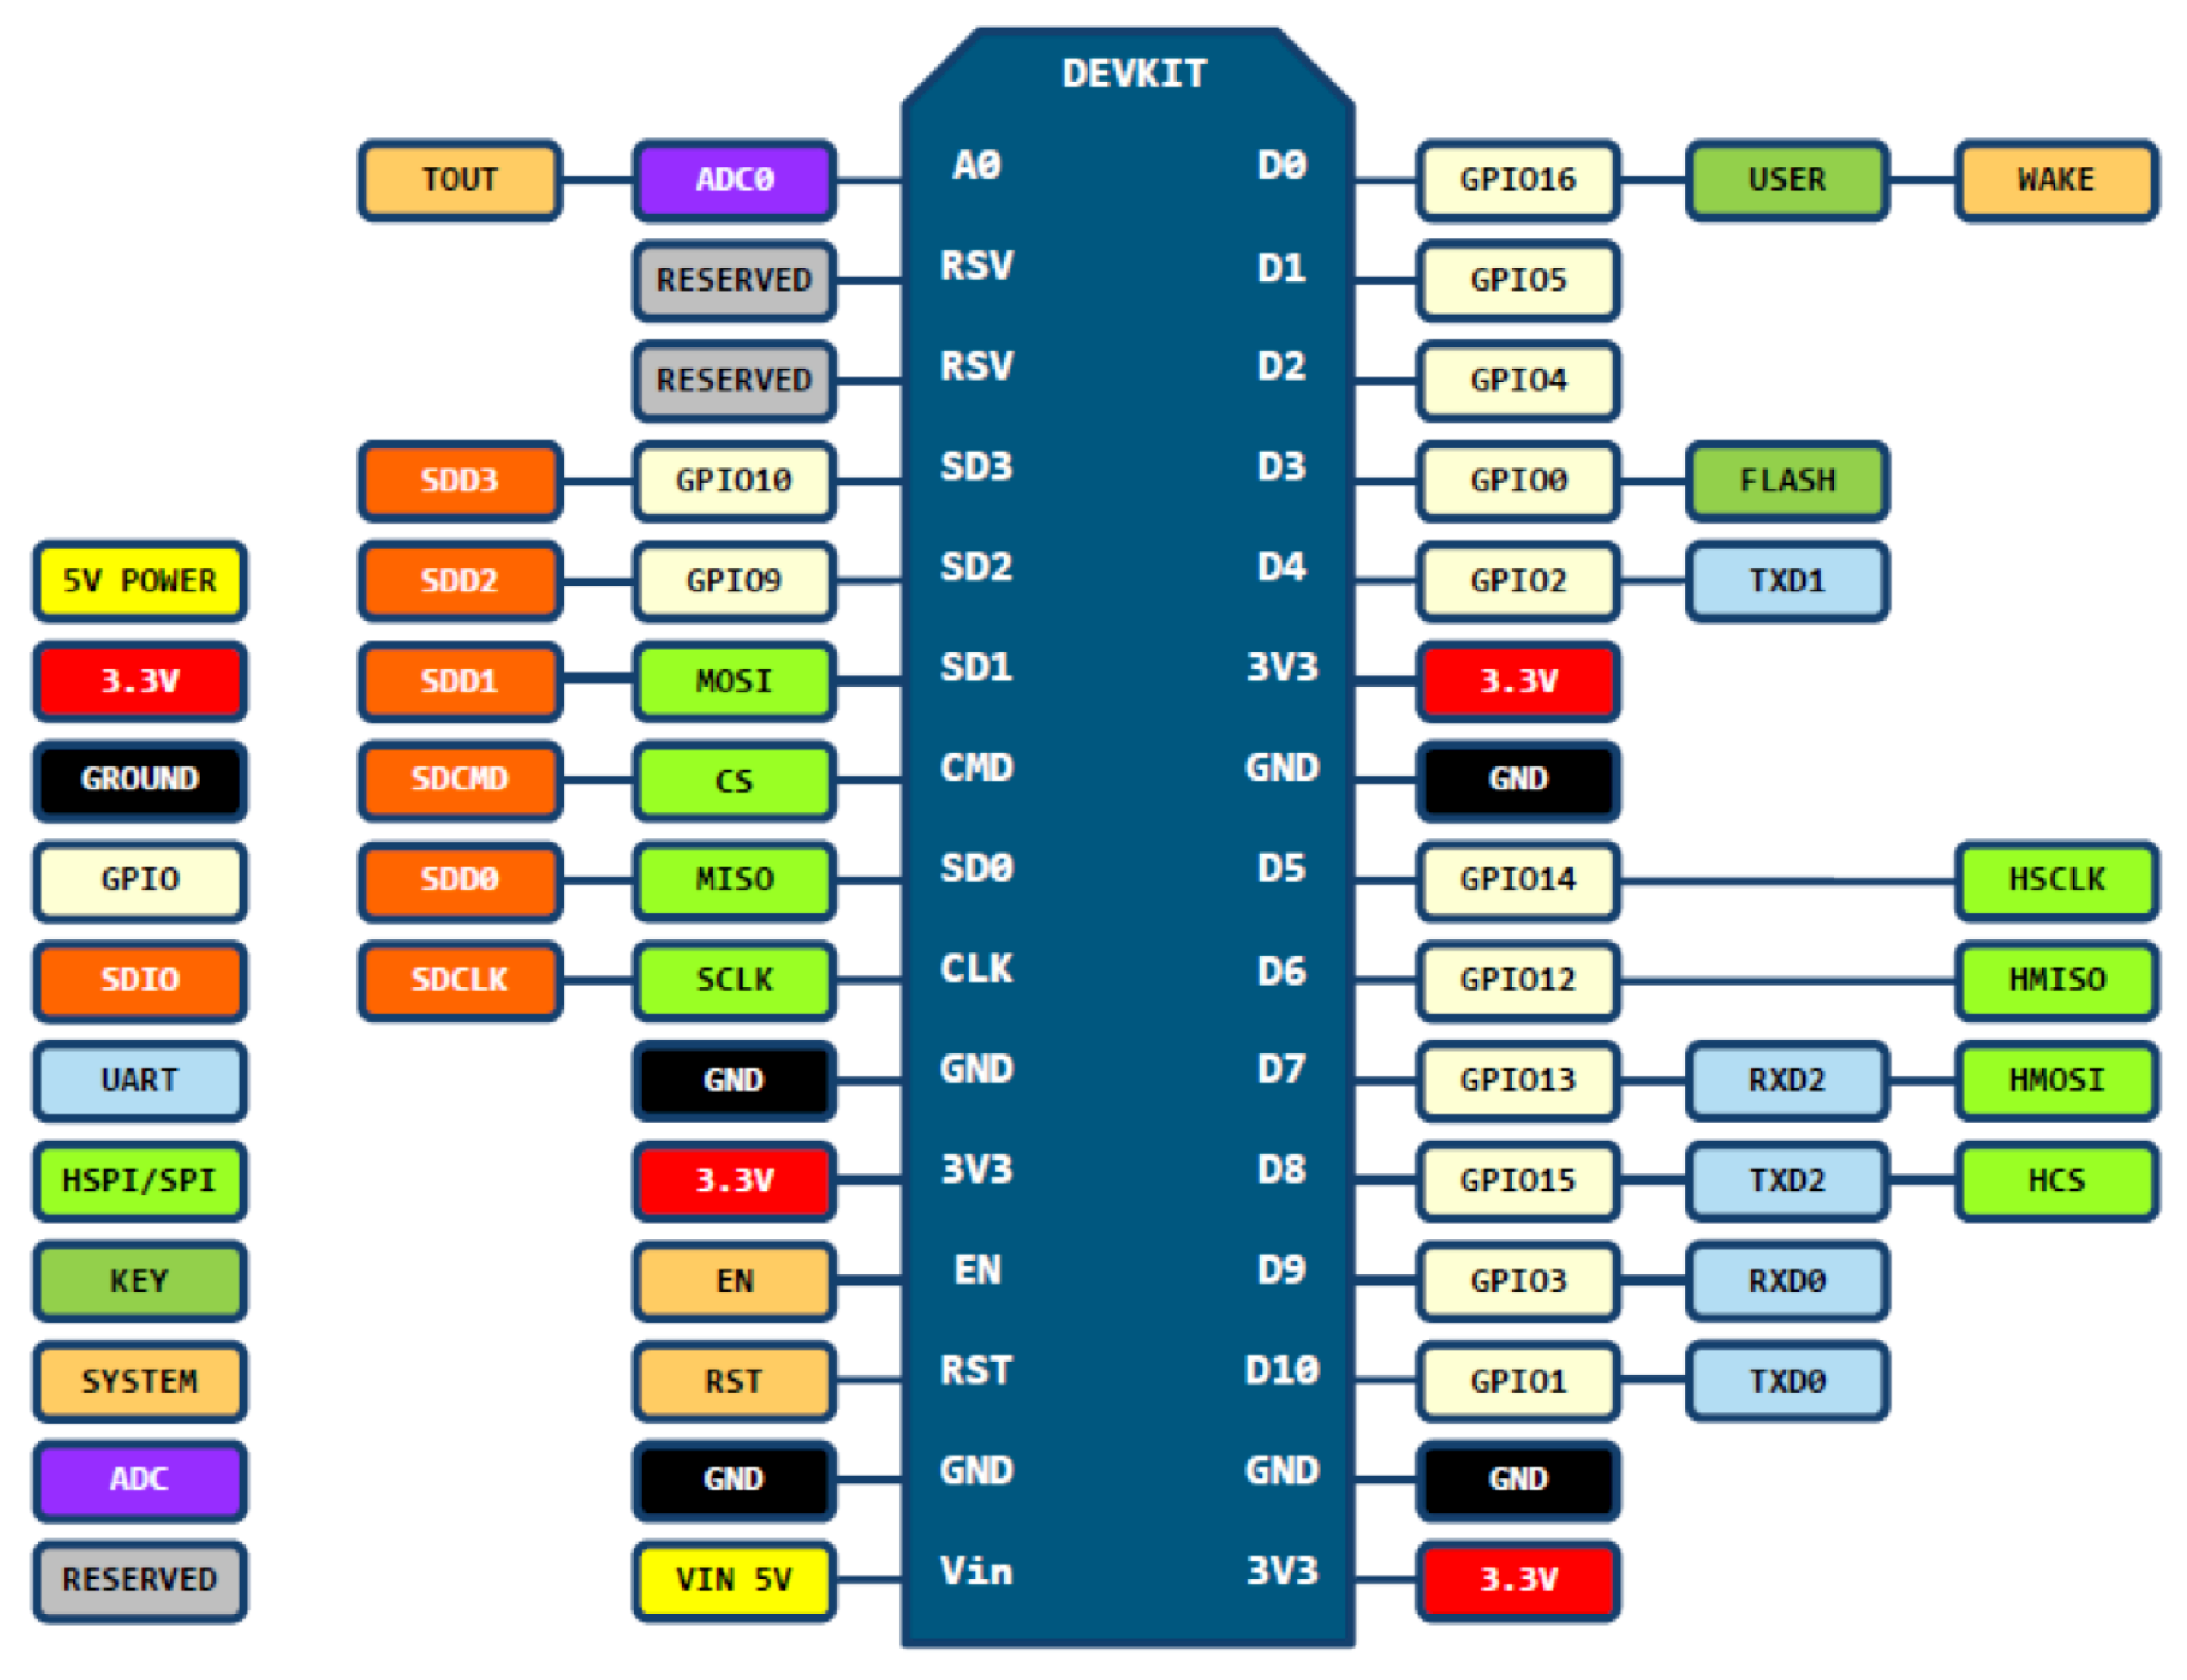 DEVKIT
TOUT ADC0 A0 D0 GPIO16 USER WAKE
RESERVED RSV D1 GPIO5
RESERVED RSV D2 GPIO4
SDD3 GPIO10 SD3 D3 GPIO0 FLASH
5V POWER SDD2 GPIO9 SD2 D4 GPIO2 TXD1
3.3V SDD1 MOSI SD1 3V3 3.3V
GROUND SDCMD CS CMD GND GND
GPIO SDD0 MISO SD0 D5 GPIO14 HSCLK
SDIO SDCLK SCLK CLK D6 GPIO12 HMISO
UART GND GND D7 GPIO13 RXD2 HMOSI
HSPI/SPI 3.3V 3V3 D8 GPIO15 TXD2 HCS
KEY EN EN D9 GPIO3 RXD0
SYSTEM RST RST D10 GPIO1 TXD0
ADC GND GND GND GND
RESERVED VIN 5V Vin 3V3 3.3V